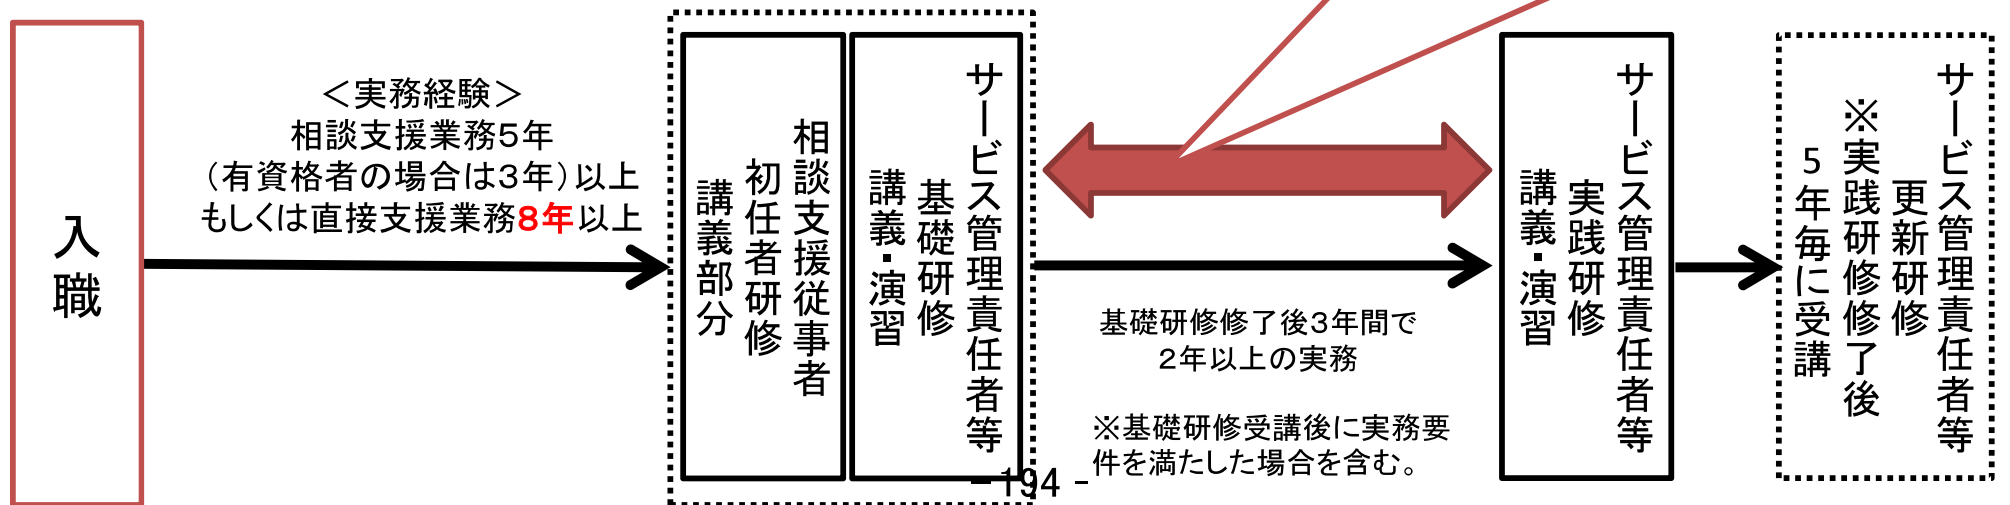 入職
＜実務経験＞
相談支援業務５年
（有資格者の場合は３年）以上
もしくは直接支援業務８年以上
相談支援従事者
初任者研修
講義部分
サービス管理責任者等
基礎研修
講義・演習
基礎研修修了後３年間で
２年以上の実務
※基礎研修受講後に実務要
件を満たした場合を含む。
サービス管理責任者等
実践研修
講義・演習
サービス管理責任者等
更新研修
※実践研修修了後
５年毎に受講
- 194 -